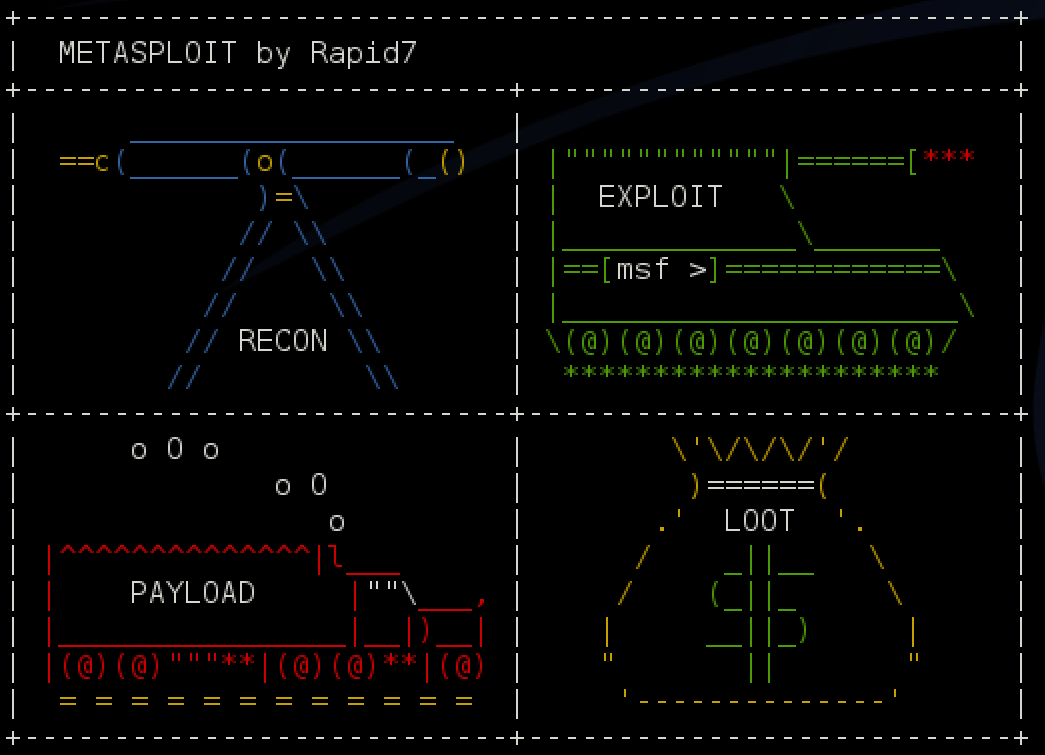 METASPLOIT by Rapid7
RECON
EXPLOIT
==[msf >]=============\
PAYLOAD
LOOT